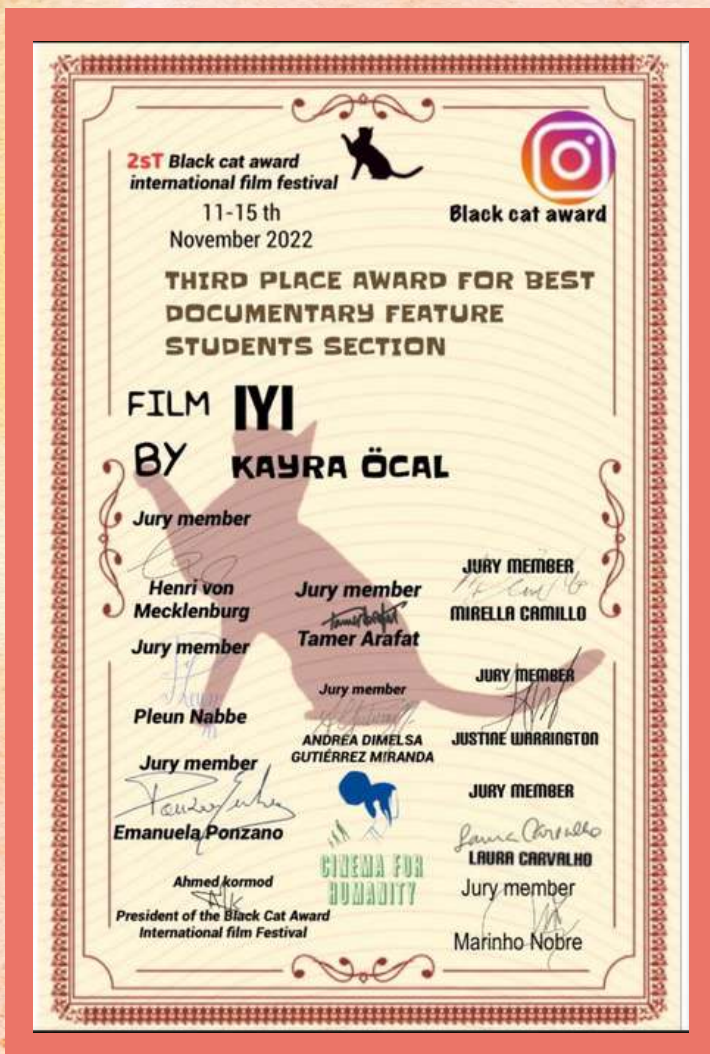 2sT Black cat award
international film festival
11-15 th
November 2022
Black cat award
THIRD PLACE AWARD FOR BEST
DOCUMENTARY FEATURE
STUDENTS SECTION
FILM IYI
BY KAYRA ÖCAL
Jury member
Henri von
Mecklenburg
Jury member
Tamer Arafat
JURY MEMBER
MIRELLA CAMILLO
Jury member
Pleun Nabbe
Jury member
ANDREA DIMELSA
GUTIÉRREZ MIRANDA
JURY MEMBER
JUSTINE WARRINGTON
Jury member
Emanuela Ponzano
CINEMA FOR
HUMANITY
JURY MEMBER
Laura Carvalho
LAURA CARVALHO
Ahmed kormod
President of the Black Cat Award
International film Festival
Jury member
Marinho Nobre